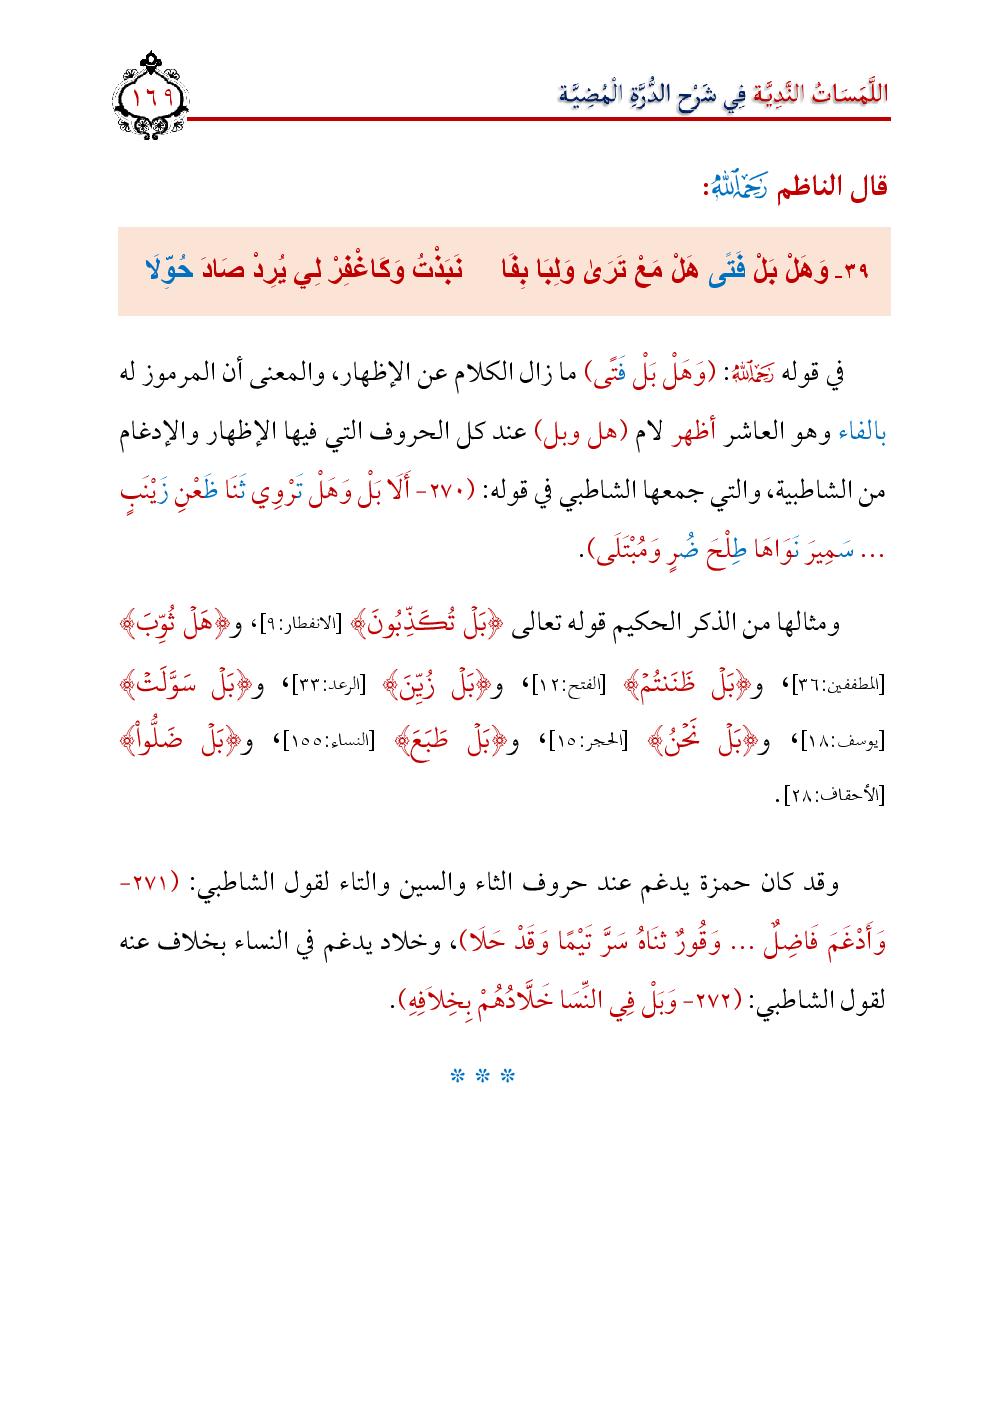 اللَّمَسَاتُ النَّدِيَّة فِي شَرْح الدُّرَّةِ الْمُضِيَّة
١٦٩
قال الناظم رَحِمَهُ ٱللَّهُ:
٣٩- وَهَلْ بَلْ فَتًى هَلْ مَعْ تَرَىٰ وَلِبَا بِفَا نَبَذْتُ وَكَاغْفِرْ لِي يُرِدْ صَادَ حُوِّلَا
في قوله رَحِمَهُ ٱللَّهُ: (وَهَلْ بَلْ فَتًى) ما زال الكلام عن الإظهار، والمعنى أن المرموز له
بالفاء وهو العاشر أظهر لام (هل وبل) عند كل الحروف التي فيها الإظهار والإدغام
من الشاطبية، والتي جمعها الشاطبي في قوله: (٢٧٠- أَلَا بَلْ وَهَلْ تَرْوِي ثَنَا ظَعْنِ زَيْنَبٍ
... سَمِيرَ نَوَاهَا طِلْحَ ضُرٍ وَمُبْتَلَى).
ومثالها من الذكر الحكيم قوله تعالى ﴿بَلْ تُكَذِّبُونَ﴾ [الانفطار:٩]، و﴿هَلْ ثُوِّبَ﴾
[المطففين:٣٦]، و﴿بَلْ ظَنَنتُمْ﴾ [الفتح:١٢]، و﴿بَلْ زُيِّنَ﴾ [الرعد:٣٣]، و﴿بَلْ سَوَّلَتْ﴾
[يوسف:١٨]، و﴿بَلْ نَحْنُ﴾ [الحجر:١٥]، و﴿بَلْ طَبَعَ﴾ [النساء:١٥٥]، و﴿بَلْ ضَلُّواْ﴾
[الأحقاف:٢٨].
وقد كان حمزة يدغم عند حروف الثاء والسين والتاء لقول الشاطبي: (٢٧١-
وَأَدْغَمَ فَاضِلٌ ... وَقُورٌ ثنَاهُ سَرَّ تَيْمًا وَقَدْ حَلَا)، وخلاد يدغم في النساء بخلاف عنه
لقول الشاطبي: (٢٧٢- وَبَلْ فِي النِّسَا خَلَّادُهُمْ بِخِلاَفِهِ).
* * *